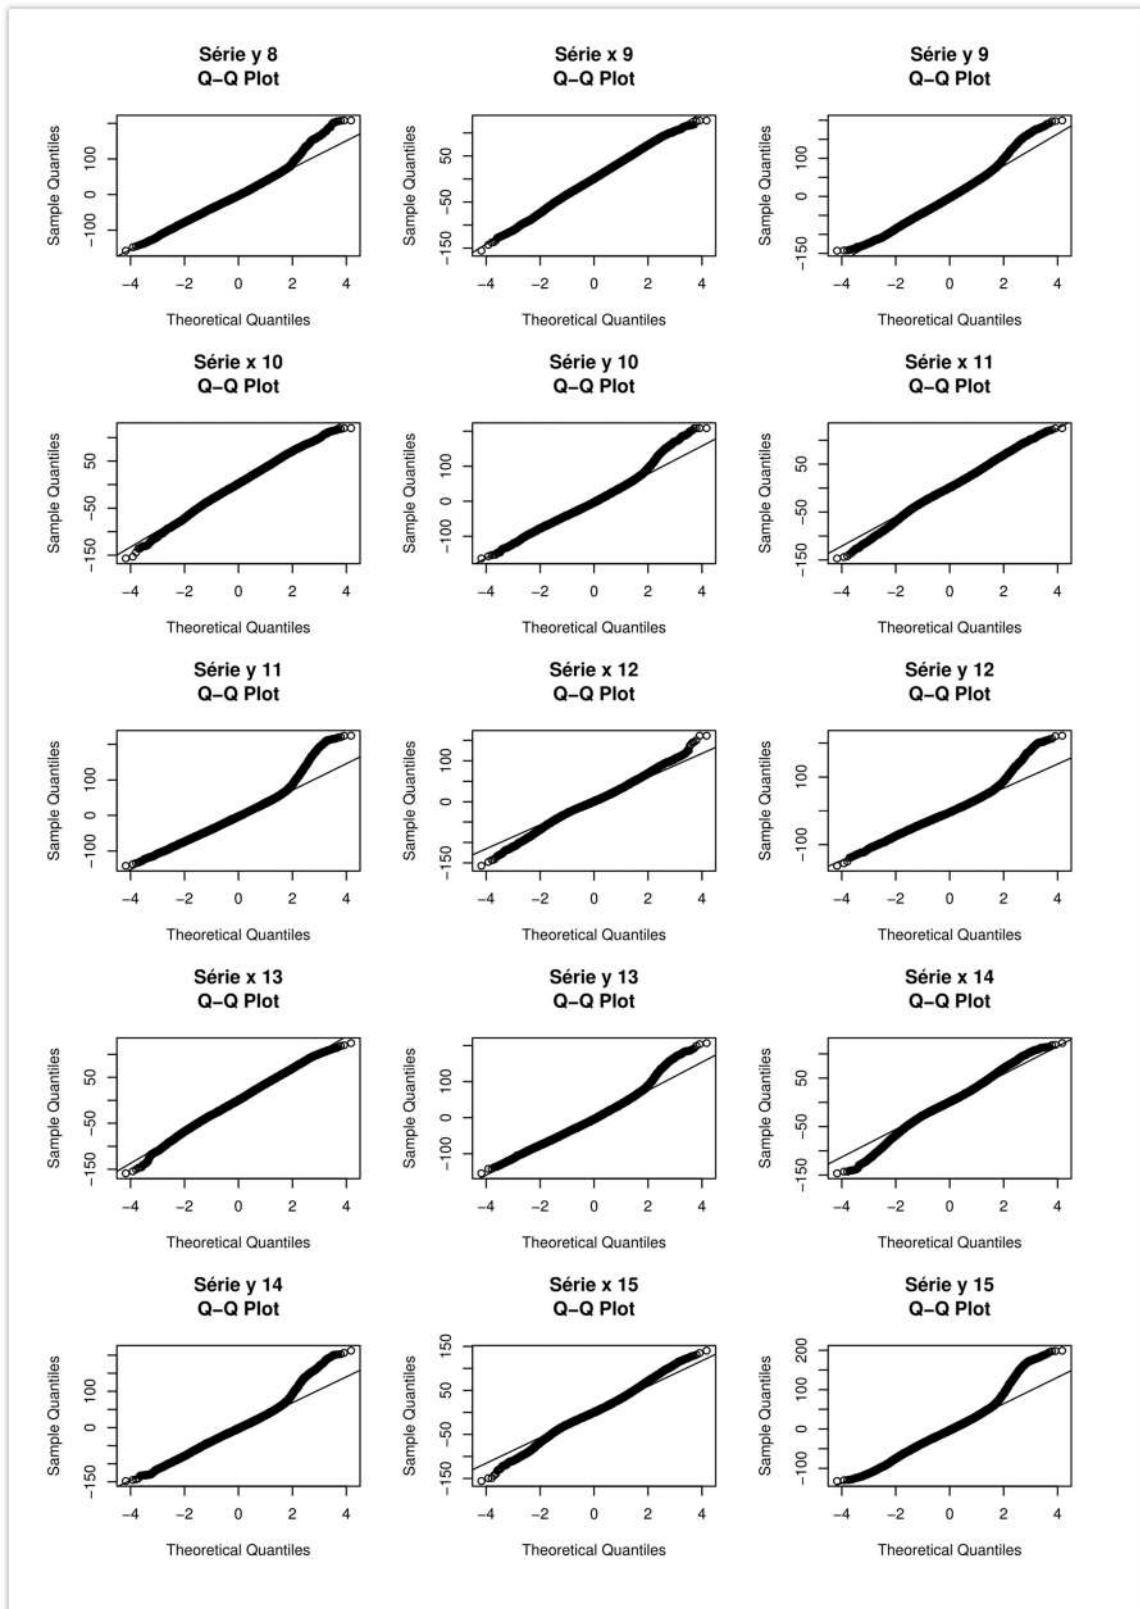 Série y 8 Série x 9 Série y 9
Q−Q Plot Q−Q Plot Q−Q Plot
Sample Quantiles Sample Quantiles Sample Quantiles
−100 0 100 −150 −50 50 −150 0 100
−4 −2 0 2 4 −4 −2 0 2 4 −4 −2 0 2 4
Theoretical Quantiles Theoretical Quantiles Theoretical Quantiles
Série x 10 Série y 10 Série x 11
Q−Q Plot Q−Q Plot Q−Q Plot
Sample Quantiles Sample Quantiles Sample Quantiles
−150 −50 50 −100 0 100 −150 −50 50
−4 −2 0 2 4 −4 −2 0 2 4 −4 −2 0 2 4
Theoretical Quantiles Theoretical Quantiles Theoretical Quantiles
Série y 11 Série x 12 Série y 12
Q−Q Plot Q−Q Plot Q−Q Plot
Sample Quantiles Sample Quantiles Sample Quantiles
−100 0 100 −150 0 100 −100 100
−4 −2 0 2 4 −4 −2 0 2 4 −4 −2 0 2 4
Theoretical Quantiles Theoretical Quantiles Theoretical Quantiles
Série x 13 Série y 13 Série x 14
Q−Q Plot Q−Q Plot Q−Q Plot
Sample Quantiles Sample Quantiles Sample Quantiles
−150 −50 50 −100 0 100 −150 −50 50
−4 −2 0 2 4 −4 −2 0 2 4 −4 −2 0 2 4
Theoretical Quantiles Theoretical Quantiles Theoretical Quantiles
Série y 14 Série x 15 Série y 15
Q−Q Plot Q−Q Plot Q−Q Plot
Sample Quantiles Sample Quantiles Sample Quantiles
−150 0 100 −150 −50 50 150 −100 0 100 200
−4 −2 0 2 4 −4 −2 0 2 4 −4 −2 0 2 4
Theoretical Quantiles Theoretical Quantiles Theoretical Quantiles